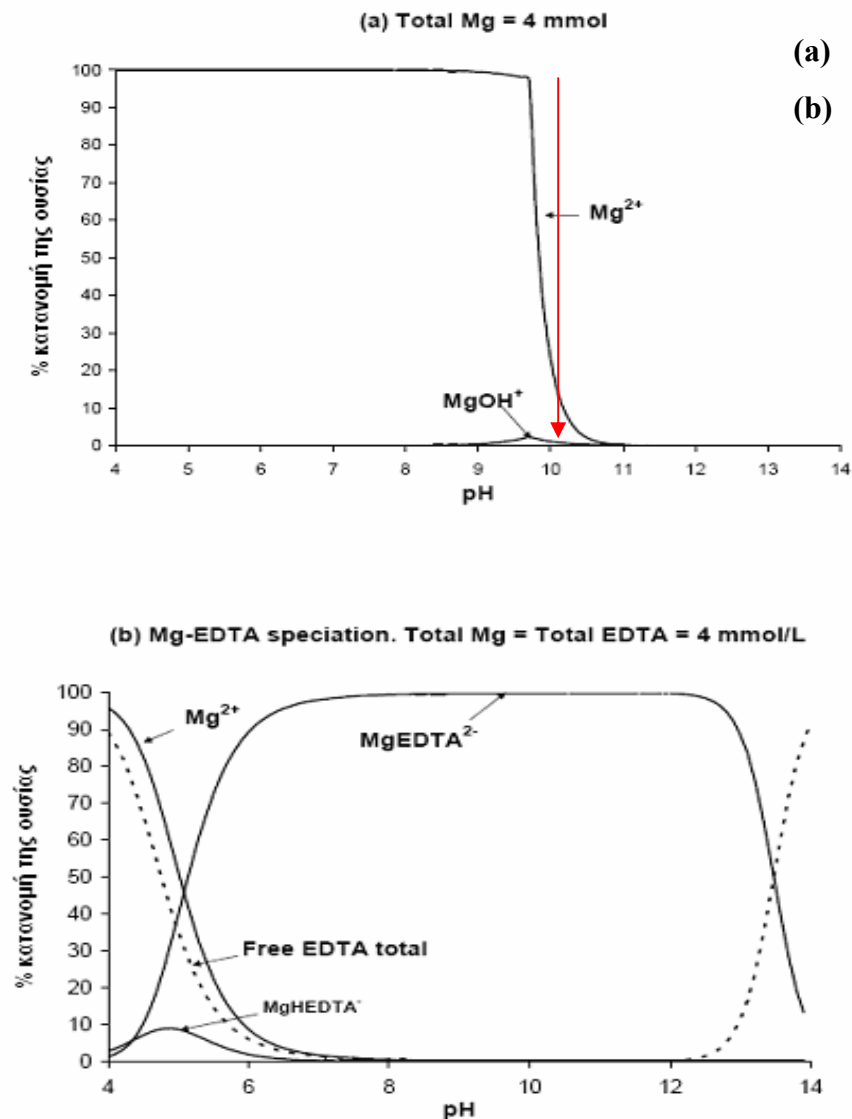 (a) Total Mg = 4 mmol
(a)
(b)
100
90
80
70
60
50
40
30
20
10
0
% κατανομή της ουσίας
Mg²⁺
MgOH⁺
4 5 6 7 8 9 10 11 12 13 14
pH
(b) Mg-EDTA speciation. Total Mg = Total EDTA = 4 mmol/L
100
90
80
70
60
50
40
30
20
10
0
% κατανομή της ουσίας
Mg²⁺
MgEDTA²⁻
Free EDTA total
MgHEDTA⁻
4 6 8 10 12 14
pH